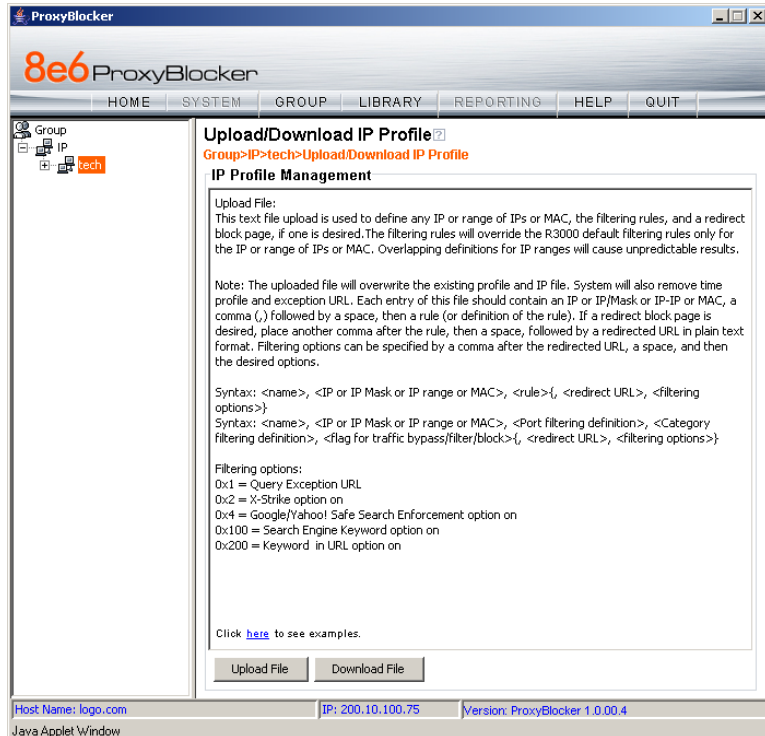 ProxyBlocker
8e6 ProxyBlocker
HOME SYSTEM GROUP LIBRARY REPORTING HELP QUIT
Group
IP
tech
Upload/Download IP Profile?
Group>IP>tech>Upload/Download IP Profile
IP Profile Management
Upload File:
This text file upload is used to define any IP or range of IPs or MAC, the filtering rules, and a redirect
block page, if one is desired.The filtering rules will override the R3000 default filtering rules only for
the IP or range of IPs or MAC. Overlapping definitions for IP ranges will cause unpredictable results.
Note: The uploaded file will overwrite the existing profile and IP file. System will also remove time
profile and exception URL. Each entry of this file should contain an IP or IP/Mask or IP-IP or MAC, a
comma (,) followed by a space, then a rule (or definition of the rule). If a redirect block page is
desired, place another comma after the rule, then a space, followed by a redirected URL in plain text
format. Filtering options can be specified by a comma after the redirected URL, a space, and then
the desired options.
Syntax: <name>, <IP or IP Mask or IP range or MAC>, <rule>{, <redirect URL>, <filtering
options>}
Syntax: <name>, <IP or IP Mask or IP range or MAC>, <Port filtering definition>, <Category
filtering definition>, <flag for traffic bypass/filter/block>{, <redirect URL>, <filtering options>}
Filtering options:
0x1 = Query Exception URL
0x2 = X-Strike option on
0x4 = Google/Yahoo! Safe Search Enforcement option on
0x100 = Search Engine Keyword option on
0x200 = Keyword in URL option on
Click here to see examples.
Upload File Download File
Host Name: logo.com IP: 200.10.100.75 Version: ProxyBlocker 1.0.00.4
Java Applet Window